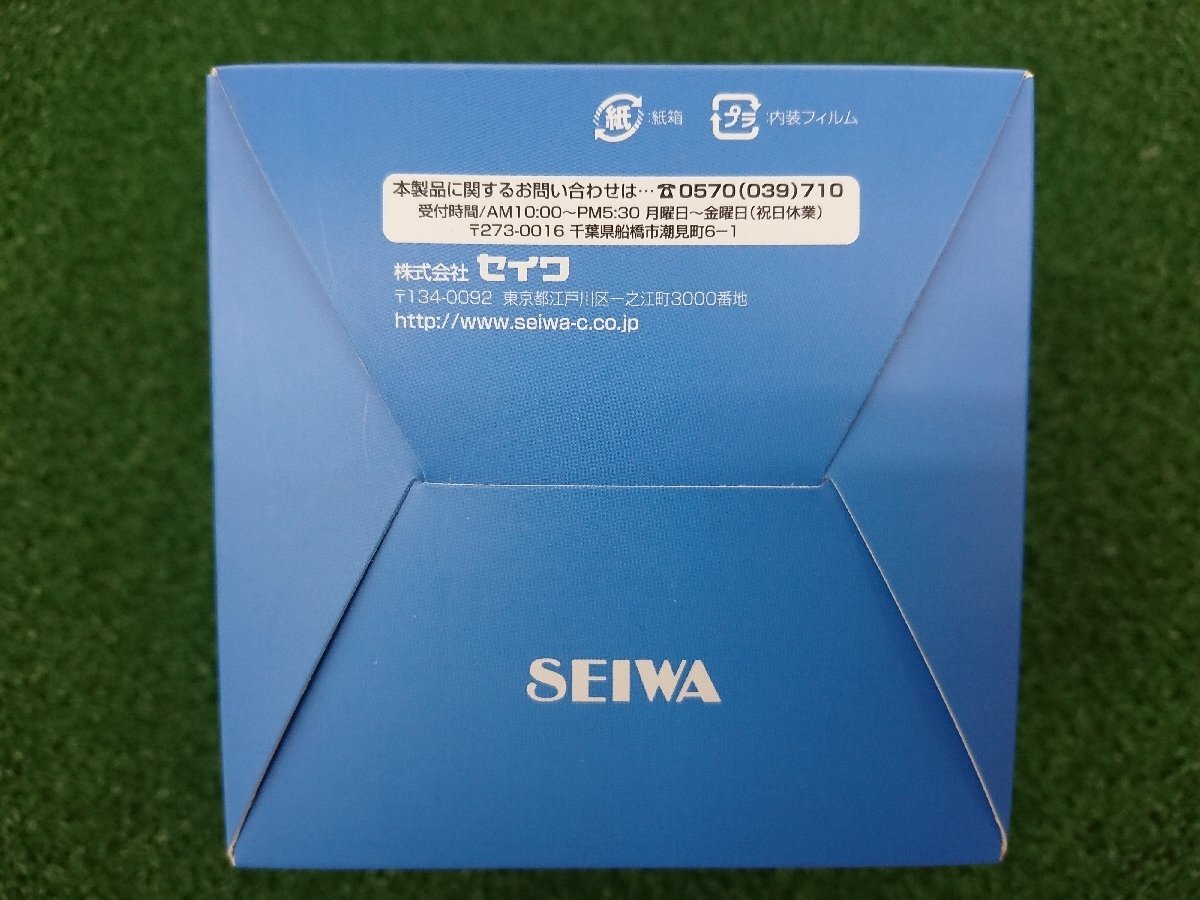 紙 :紙箱 プラ :内装フィルム
本製品に関するお問い合わせは…☎0570(039)710
受付時間/AM10:00〜PM5:30 月曜日〜金曜日(祝日休業)
〒273-0016 千葉県船橋市潮見町6-1
株式会社 セイワ
〒134-0092 東京都江戸川区一之江町3000番地
http://www.seiwa-c.co.jp
SEIWA